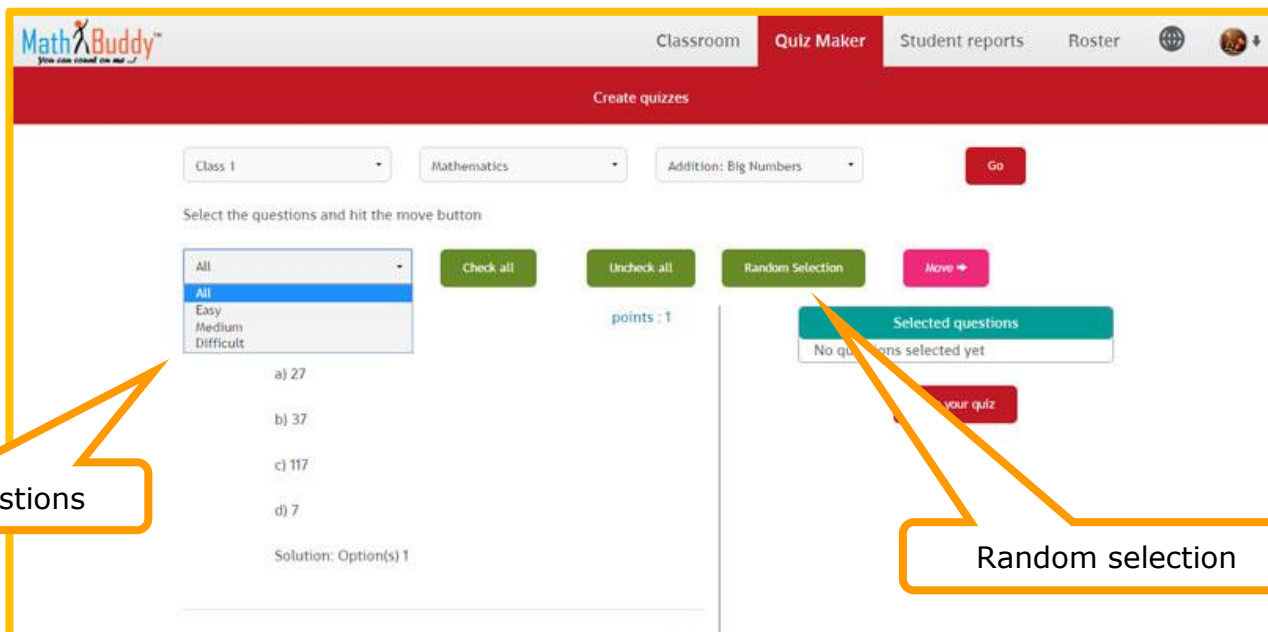 Math Buddy™
You can count on me ...!
Classroom Quiz Maker Student reports Roster
Create quizzes
Class 1 Mathematics Addition: Big Numbers Go
Select the questions and hit the move button
All Check all Uncheck all Random Selection Move
All
Easy
Medium
Difficult
points : 1
Selected questions
No questions selected yet
a) 27
your quiz
b) 37
c) 117
stions
d) 7
Solution: Option(s) 1
Random selection